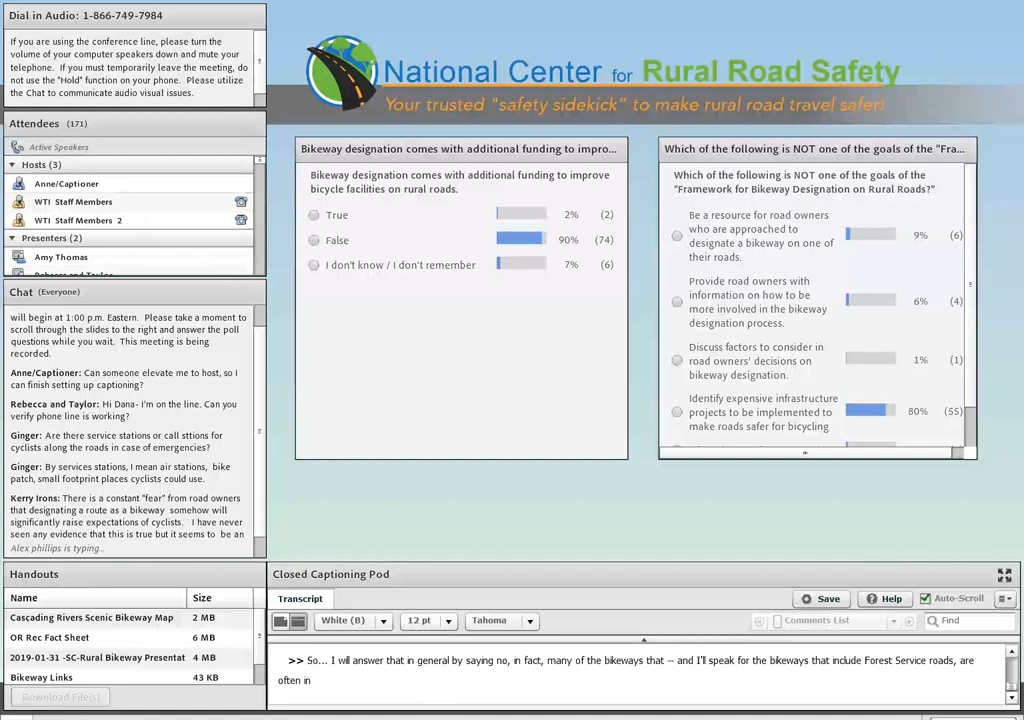 Dial in Audio: 1-866-749-7984
If you are using the conference line, please turn the
volume of your computer speakers down and mute your
telephone. If you must temporarily leave the meeting, do
not use the "Hold" function on your phone. Please utilize
the Chat to communicate audio visual issues.
Attendees (171)
Active Speakers
Hosts (3)
Anne/Captioner
WTI Staff Members
WTI Staff Members 2
Presenters (2)
Amy Thomas
Rebecca and Taylor
Chat (Everyone)
will begin at 1:00 p.m. Eastern. Please take a moment to
scroll through the slides to the right and answer the poll
questions while you wait. This meeting is being
recorded.
Anne/Captioner: Can someone elevate me to host, so I
can finish setting up captioning?
Rebecca and Taylor: Hi Dana- I'm on the line. Can you
verify phone line is working?
Ginger: Are there service stations or call sttions for
cyclists along the roads in case of emergencies?
Ginger: By services stations, I mean air stations, bike
patch, small footprint places cyclists could use.
Kerry Irons: There is a constant "fear" from road owners
that designating a route as a bikeway somehow will
significantly raise expectations of cyclists. I have never
seen any evidence that this is true but it seems to be an
Alex phillips is typing...
Handouts
Name Size
Cascading Rivers Scenic Bikeway Map 2 MB
OR Rec Fact Sheet 6 MB
2019-01-31 -SC-Rural Bikeway Presentat 4 MB
Bikeway Links 43 KB
Download File(s)
National Center for Rural Road Safety
Your trusted "safety sidekick" to make rural road travel safer!
Bikeway designation comes with additional funding to impro...
Bikeway designation comes with additional funding to improve
bicycle facilities on rural roads.
True 2% (2)
False 90% (74)
I don't know / I don't remember 7% (6)
Which of the following is NOT one of the goals of the "Fra...
Which of the following is NOT one of the goals of the
"Framework for Bikeway Designation on Rural Roads?"
Be a resource for road owners
who are approached to
designate a bikeway on one of
their roads.
9% (6)
Provide road owners with
information on how to be
more involved in the bikeway
designation process.
6% (4)
Discuss factors to consider in
road owners' decisions on
bikeway designation.
1% (1)
Identify expensive infrastructure
projects to be implemented to
make roads safer for bicycling
80% (55)
Closed Captioning Pod
Transcript
Save
Help
Auto-Scroll
White (B)
12 pt
Tahoma
Comments List
Find
>> So... I will answer that in general by saying no, in fact, many of the bikeways that -- and I'll speak for the bikeways that include Forest Service roads, are
often in